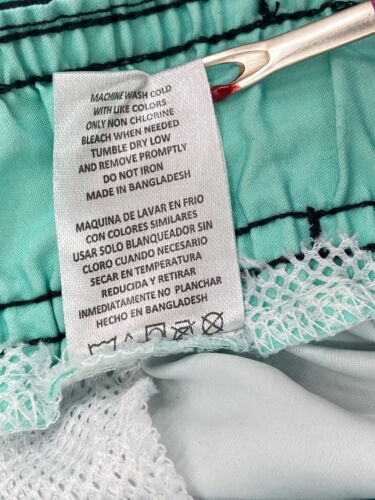 MACHINE WASH COLD
WITH LIKE COLORS
ONLY NON CHLORINE
BLEACH WHEN NEEDED
TUMBLE DRY LOW
AND REMOVE PROMPTLY
DO NOT IRON
MADE IN BANGLADESH
MAQUINA DE LAVAR EN FRIO
CON COLORES SIMILARES
USAR SOLO BLANQUEADOR SIN
CLORO CUANDO NECESARIO
SECAR EN TEMPERATURA
REDUCIDA Y RETIRAR
INMEDIATAMENTE NO PLANCHAR
HECHO EN BANGLADESH